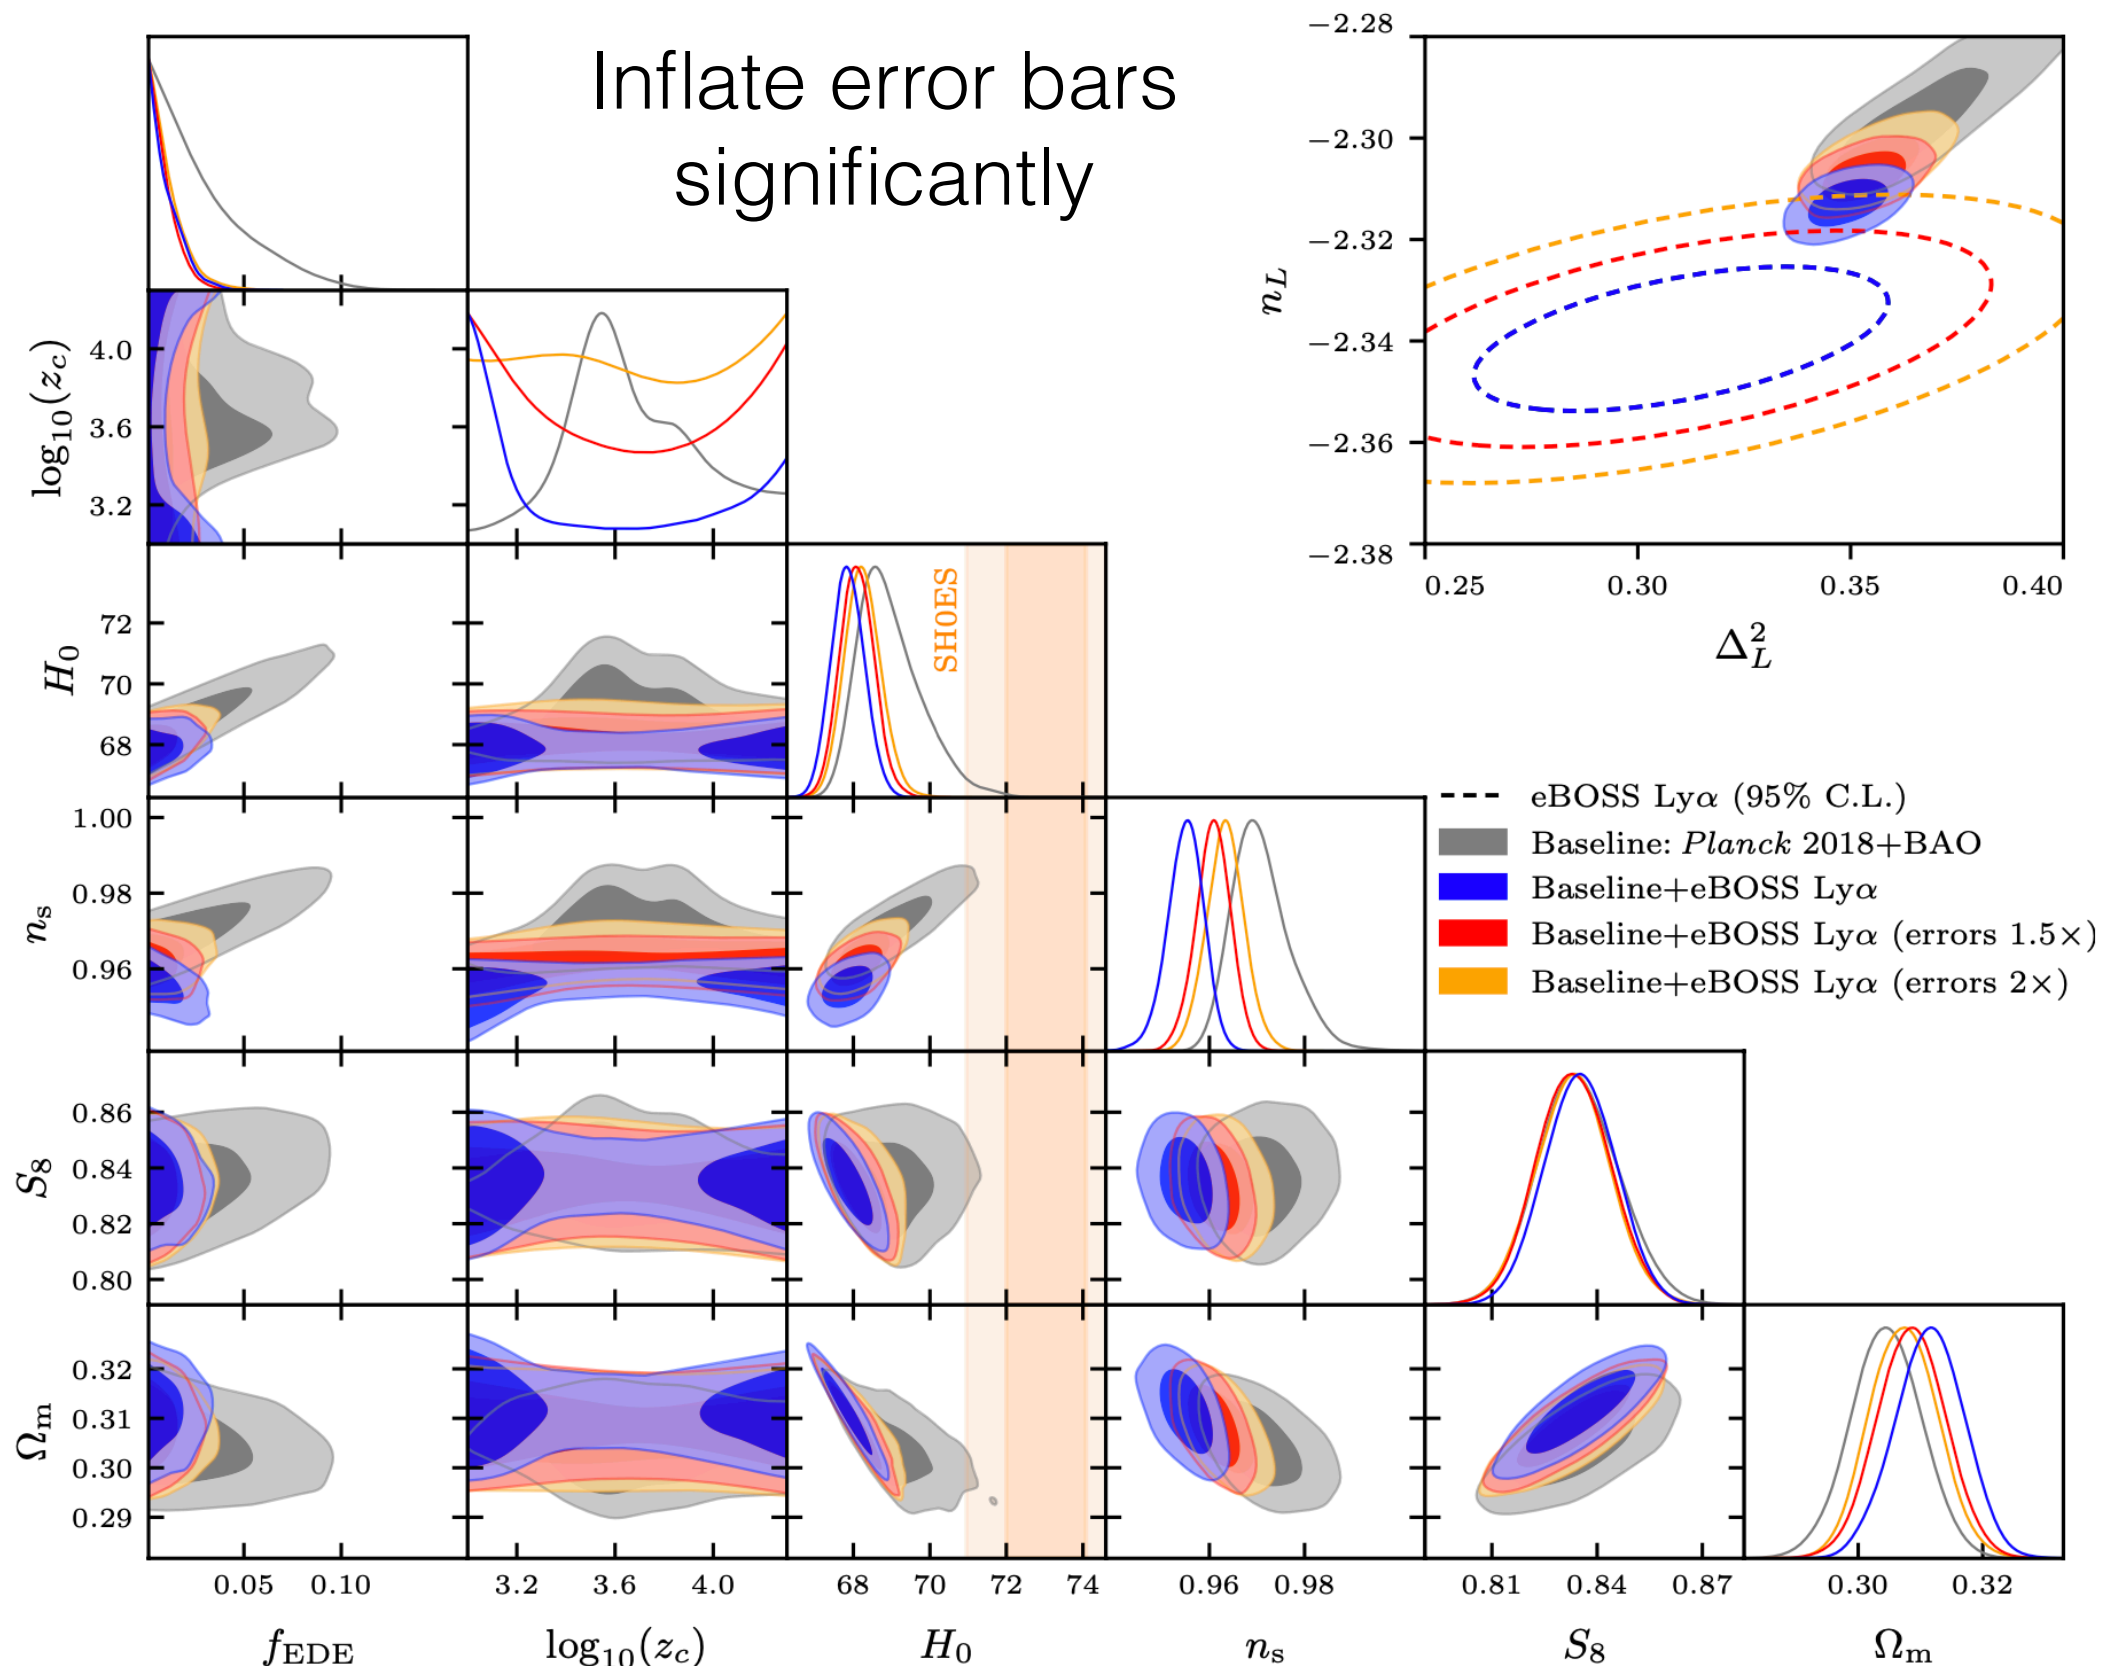 Inflate error bars
significantly
−2.28
−2.30
−2.32
−2.34
−2.36
−2.38
n_L
0.25 0.30 0.35 0.40
Δ²_L
4.0
3.6
3.2
log₁₀(z_c)
72
70
68
H₀
SH0ES
1.00
0.98
0.96
n_s
eBOSS Lyα (95% C.L.)
Baseline: Planck 2018+BAO
Baseline+eBOSS Lyα
Baseline+eBOSS Lyα (errors 1.5×)
Baseline+eBOSS Lyα (errors 2×)
0.86
0.84
0.82
0.80
S₈
0.32
0.31
0.30
0.29
Ω_m
0.05 0.10 3.2 3.6 4.0 68 70 72 74 0.96 0.98 0.81 0.84 0.87 0.30 0.32
f_EDE log₁₀(z_c) H₀ n_s S₈ Ω_m